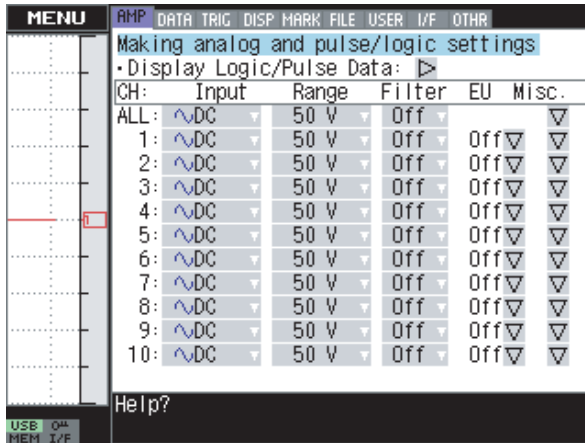 MENU
AMP DATA TRIG DISP MARK FILE USER I/F OTHR
Making analog and pulse/logic settings
・Display Logic/Pulse Data:
CH: Input Range Filter EU Misc.
ALL: DC 50 V Off
1: DC 50 V Off Off
2: DC 50 V Off Off
3: DC 50 V Off Off
4: DC 50 V Off Off
5: DC 50 V Off Off
6: DC 50 V Off Off
7: DC 50 V Off Off
8: DC 50 V Off Off
9: DC 50 V Off Off
10: DC 50 V Off Off
1
Help?
USB
MEM I/F